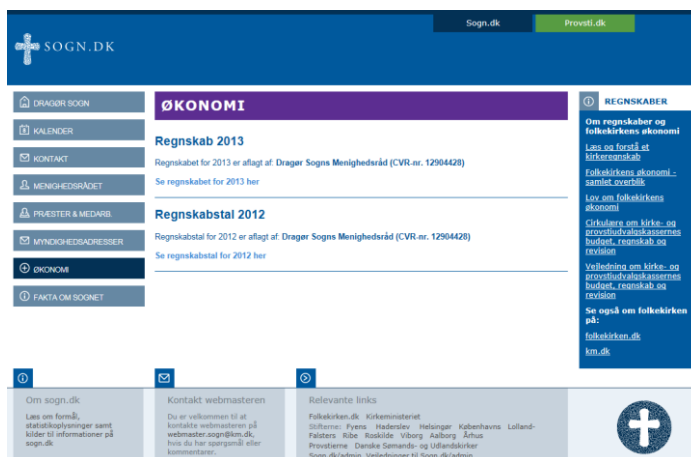 Sogn.dk
Provsti.dk
SOGN.DK
DRAGØR SOGN
KALENDER
KONTAKT
MENIGHEDSRÅDET
PRÆSTER & MEDARB.
MYNDIGHEDSADRESSER
ØKONOMI
FAKTA OM SOGNET
ØKONOMI
Regnskab 2013
Regnskabet for 2013 er aflagt af: Dragør Sogns Menighedsråd (CVR-nr. 12904428)
Se regnskabet for 2013 her
Regnskabstal 2012
Regnskabstal for 2012 er aflagt af: Dragør Sogns Menighedsråd (CVR-nr. 12904428)
Se regnskabstal for 2012 her
REGNSKABER
Om regnskaber og
folkekirkens økonomi
Læs og forstå et
kirkeregnskab
Folkekirkens økonomi -
samlet overblik
Lov om folkekirkens
økonomi
Cirkulære om kirke- og
provstiudvalgskassernes
budget, regnskab og
revision
Vejledning om kirke- og
provstiudvalgskassernes
budget, regnskab og
revision
Se også om folkekirken
på:
folkekirken.dk
km.dk
Om sogn.dk
Læs om formål,
statistikoplysninger samt
kilder til informationer på
sogn.dk
Kontakt webmasteren
Du er velkommen til at
kontakte webmasteren på
webmaster.sogn@km.dk,
hvis du har spørgsmål eller
kommentarer.
Relevante links
Folkekirken.dk Kirkeministeriet
Stifterne: Fyens Haderslev Helsingør Københavns Lolland-
Falsters Ribe Roskilde Viborg Aalborg Århus
Provstierne Danske Sømands- og Udlandskirker
Sogn.dk/admin Vejledninger til Sogn.dk/admin